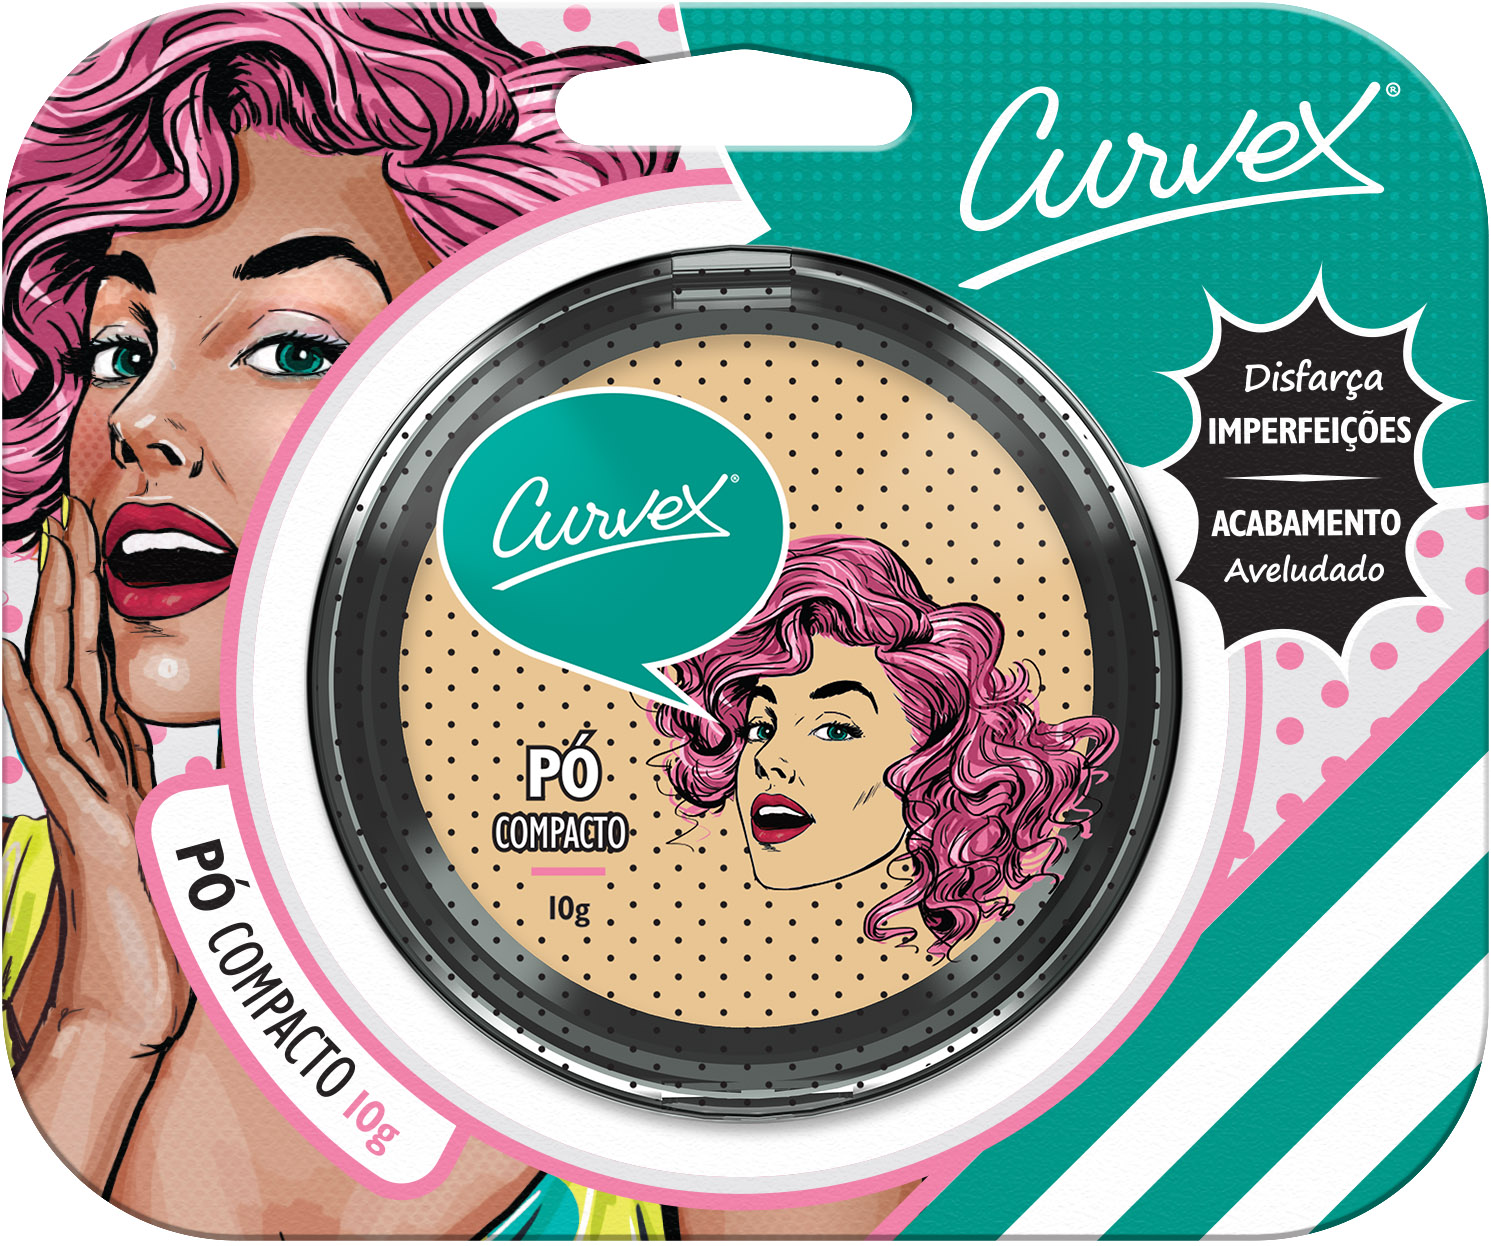 Curvex®
Disfarça
IMPERFEIÇÕES
ACABAMENTO
Aveludado
Curvex®
PÓ
COMPACTO
10g
PÓ COMPACTO 10g